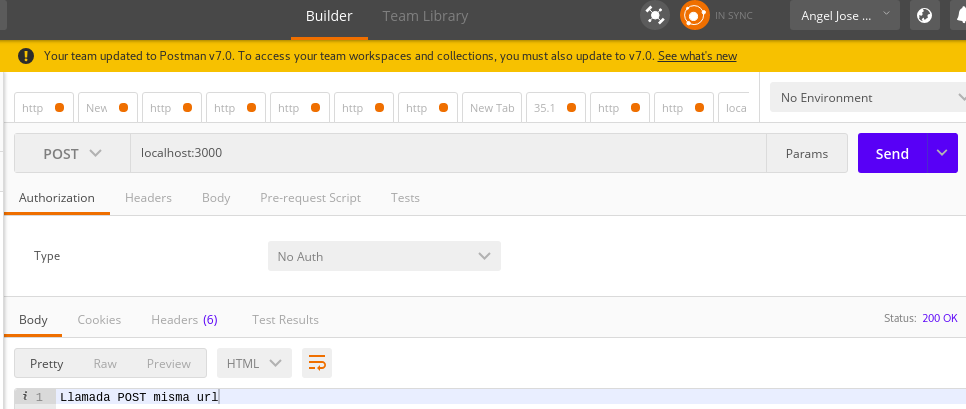 Builder Team Library IN SYNC Angel Jose ...
Your team updated to Postman v7.0. To access your team workspaces and collections, you must also update to v7.0. See what's new
http New http http http http http New Tab 35.1 http http loca No Environment
POST localhost:3000 Params Send
Authorization Headers Body Pre-request Script Tests
Type No Auth
Body Cookies Headers (6) Test Results Status: 200 OK
Pretty Raw Preview HTML
i 1 Llamada POST misma url